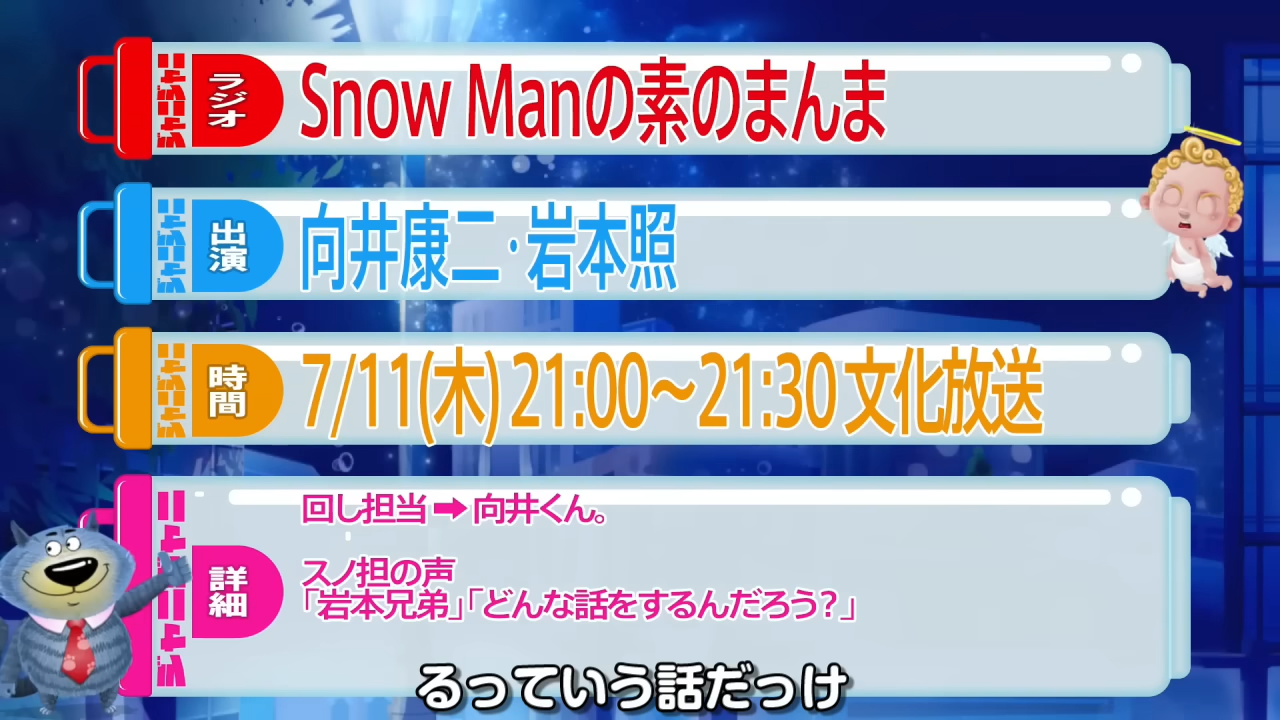 ラジオ
Snow Manの素のまんま
出演
向井康二・岩本照
時間
7/11(木) 21:00～21:30 文化放送
詳細
回し担当➡向井くん。
スノ担の声
「岩本兄弟」「どんな話をするんだろう？」
るっていう話だっけ